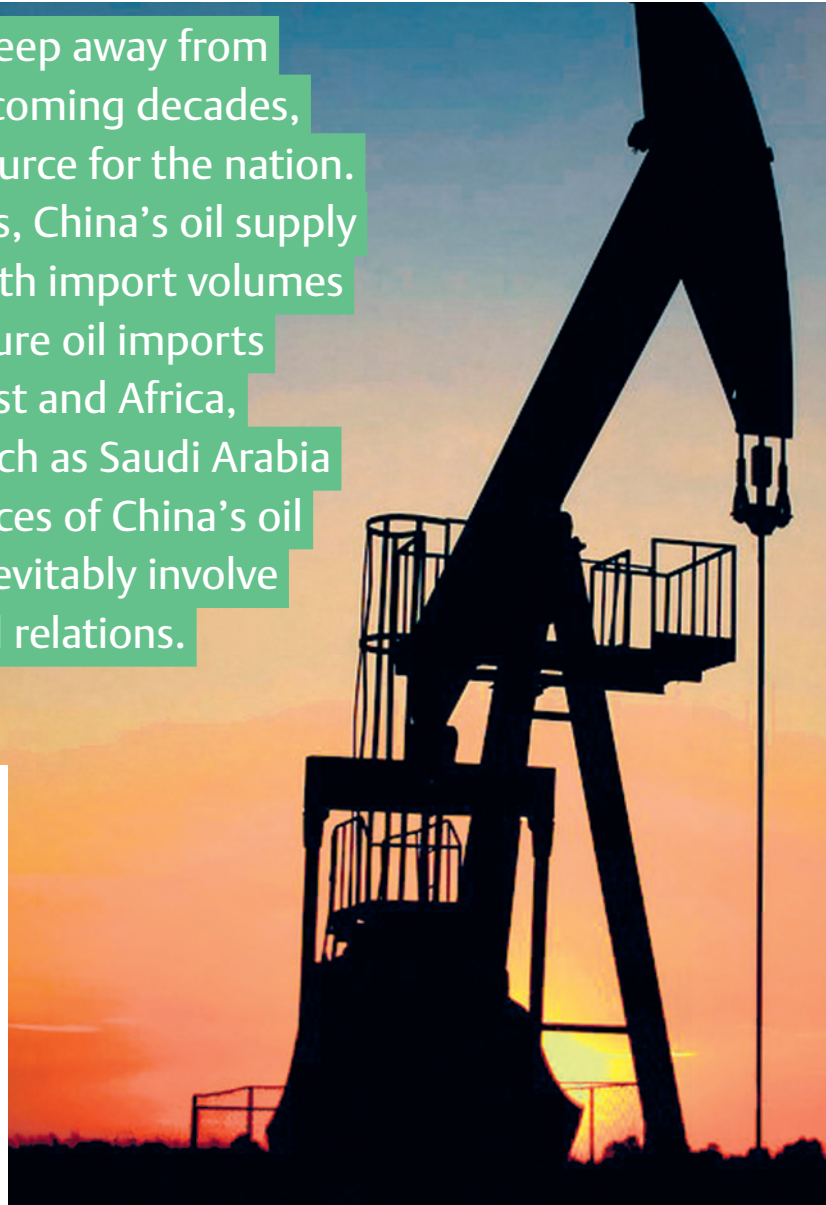 eep away from
coming decades,
urce for the nation.
s, China’s oil supply
th import volumes
ure oil imports
st and Africa,
ch as Saudi Arabia
ces of China’s oil
evitably involve
l relations.